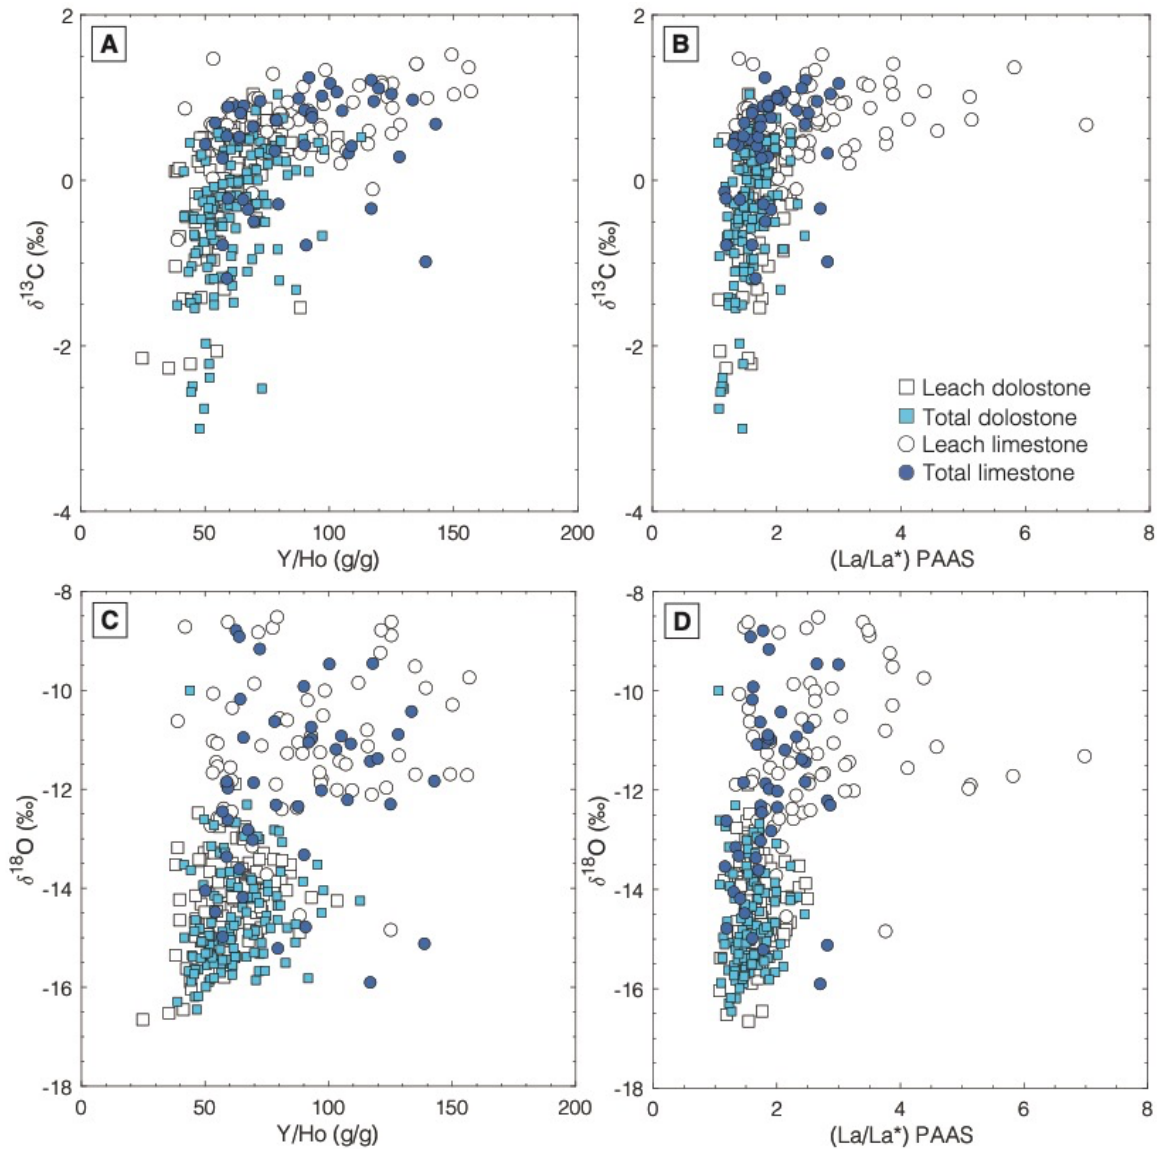 A
2
0
-2
-4
δ13C (‰)
0
50
100
150
200
Y/Ho (g/g)
B
2
0
-2
-4
δ13C (‰)
0
2
4
6
8
(La/La*) PAAS
Leach dolostone
Total dolostone
Leach limestone
Total limestone
C
-8
-10
-12
-14
-16
-18
δ18O (‰)
0
50
100
150
200
Y/Ho (g/g)
D
-8
-10
-12
-14
-16
-18
δ18O (‰)
0
2
4
6
8
(La/La*) PAAS